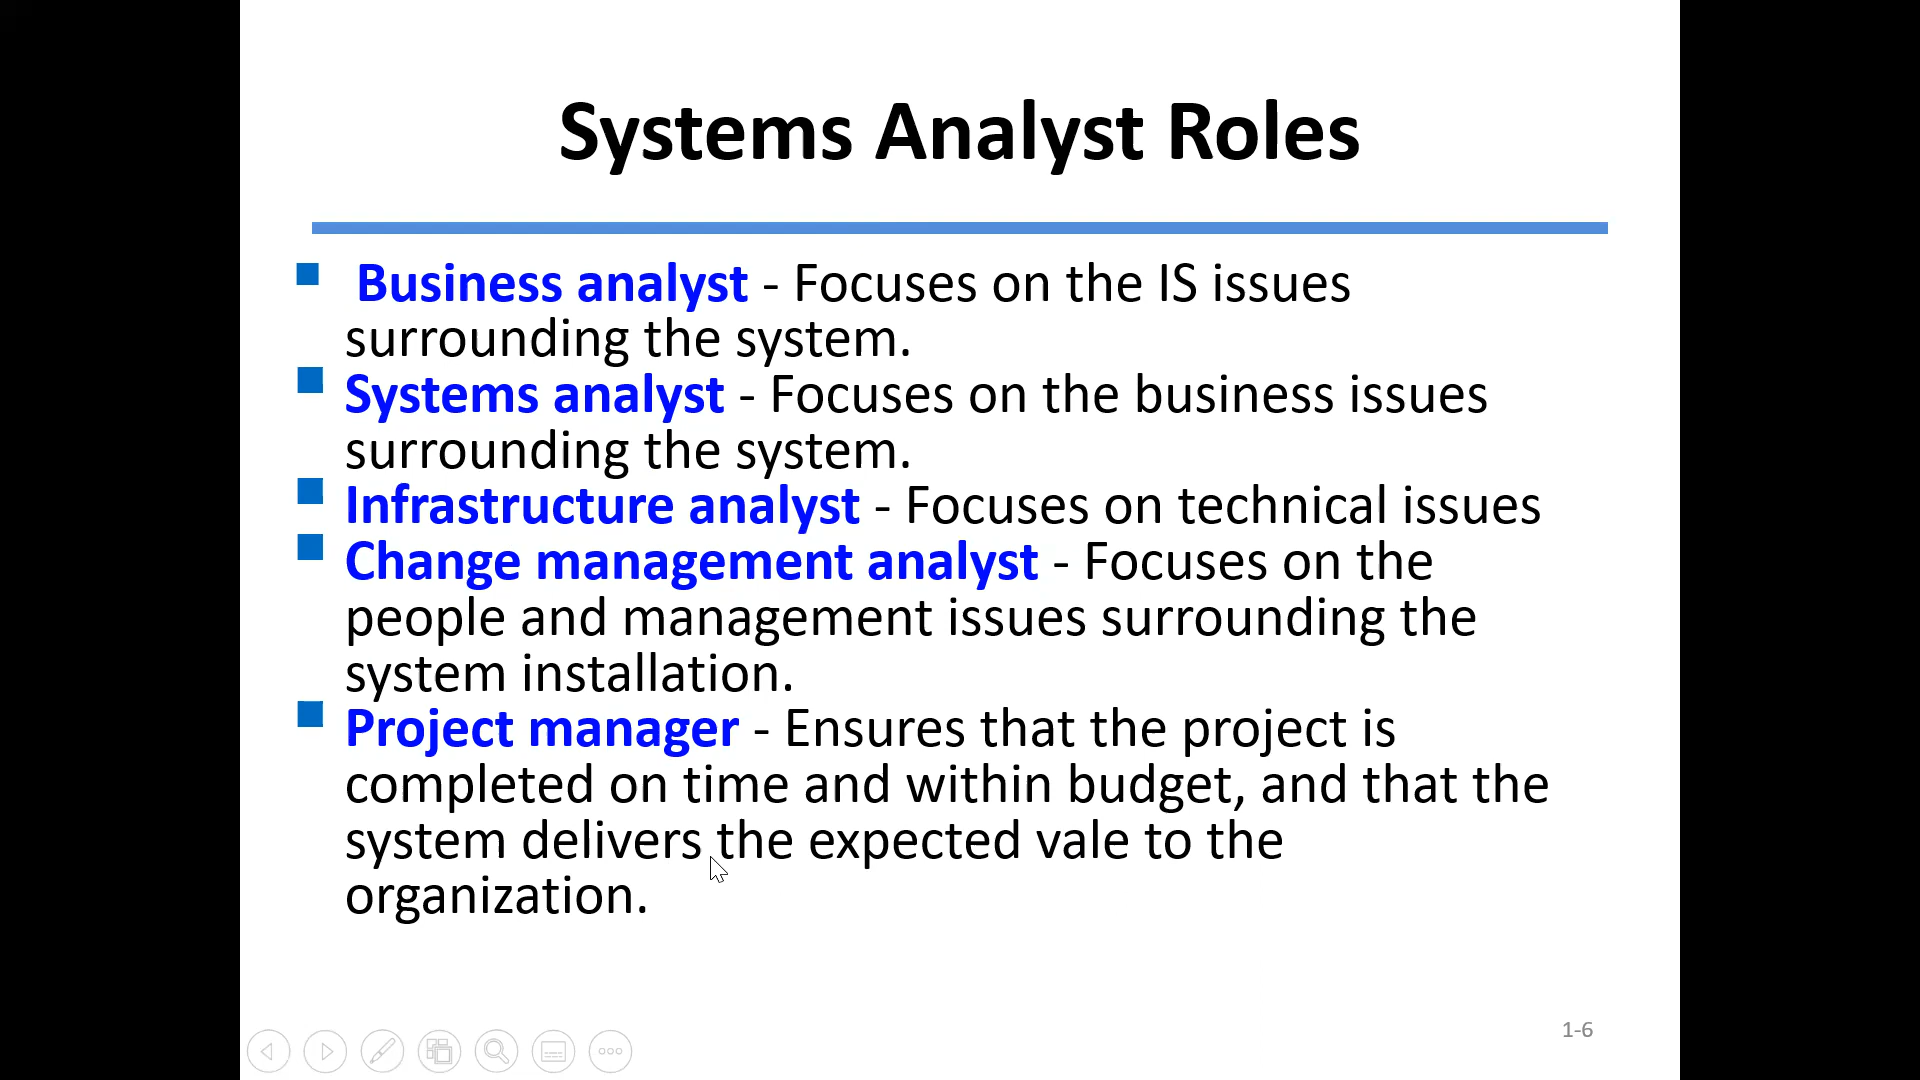 Systems Analyst Roles
Business analyst - Focuses on the IS issues
surrounding the system.
Systems analyst - Focuses on the business issues
surrounding the system.
Infrastructure analyst - Focuses on technical issues
Change management analyst - Focuses on the
people and management issues surrounding the
system installation.
Project manager - Ensures that the project is
completed on time and within budget, and that the
system delivers the expected vale to the
organization.
1-6